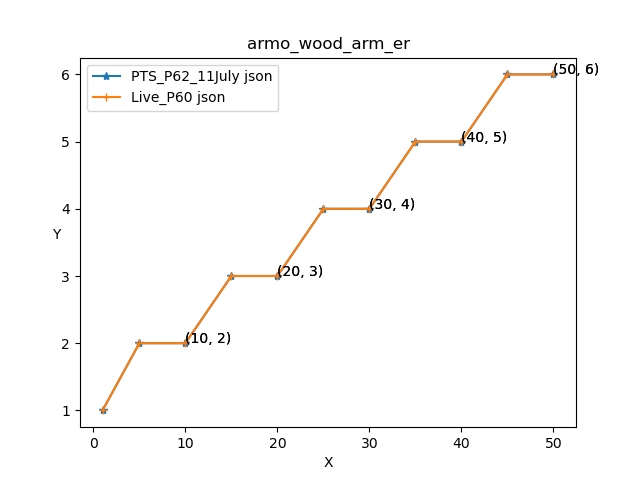 armo_wood_arm_er
PTS_P62_11July json
Live_P60 json
6
5
4
3
2
1
Y
(50, 6)
(40, 5)
(30, 4)
(20, 3)
(10, 2)
0 10 20 30 40 50
X